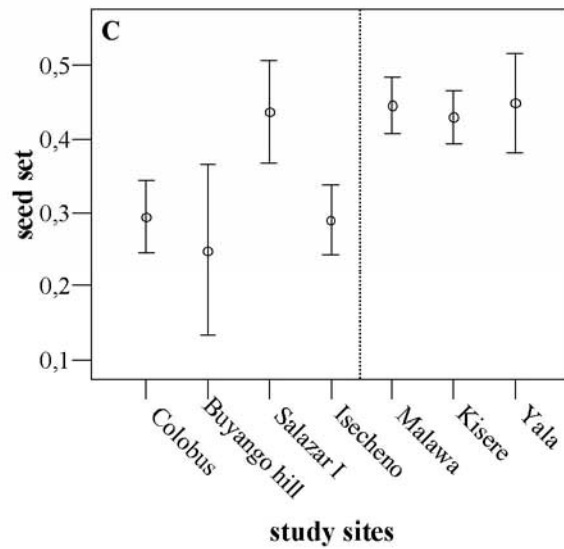 C
0,5
0,4
0,3
0,2
0,1
seed set
Colobus
Buyango hill
Salazar I
Isecheno
Malawa
Kisere
Yala
study sites